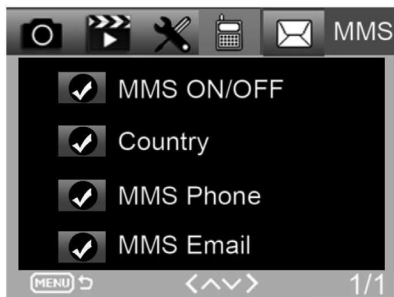 MMS
MMS ON/OFF
Country
MMS Phone
MMS Email
MENU 1/1